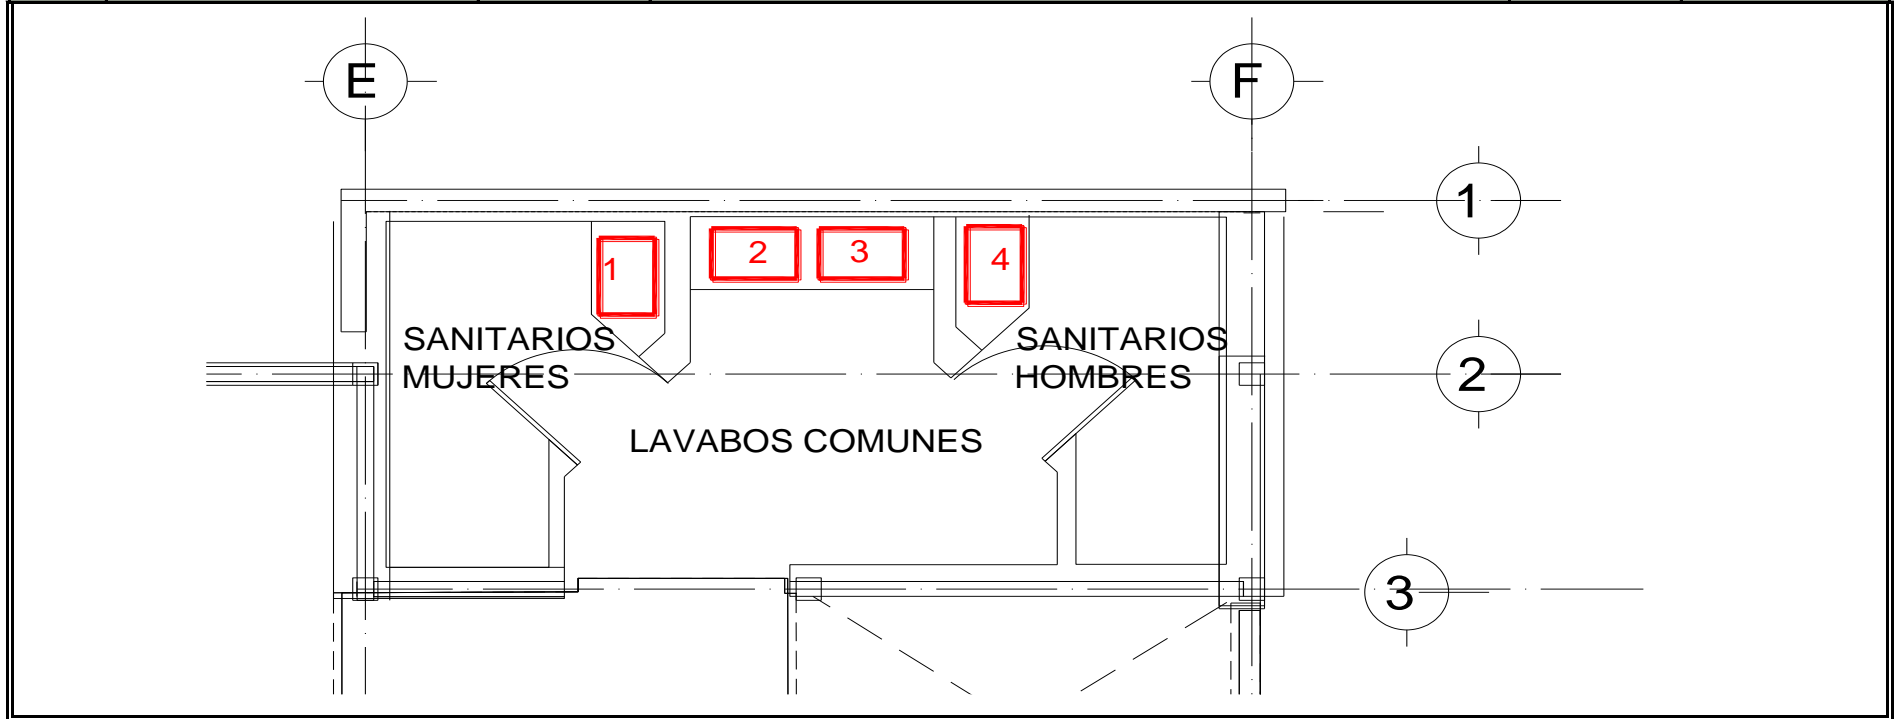 E
F
1
1
2
3
4
SANITARIOS
MUJERES
SANITARIOS
HOMBRES
2
LAVABOS COMUNES
3